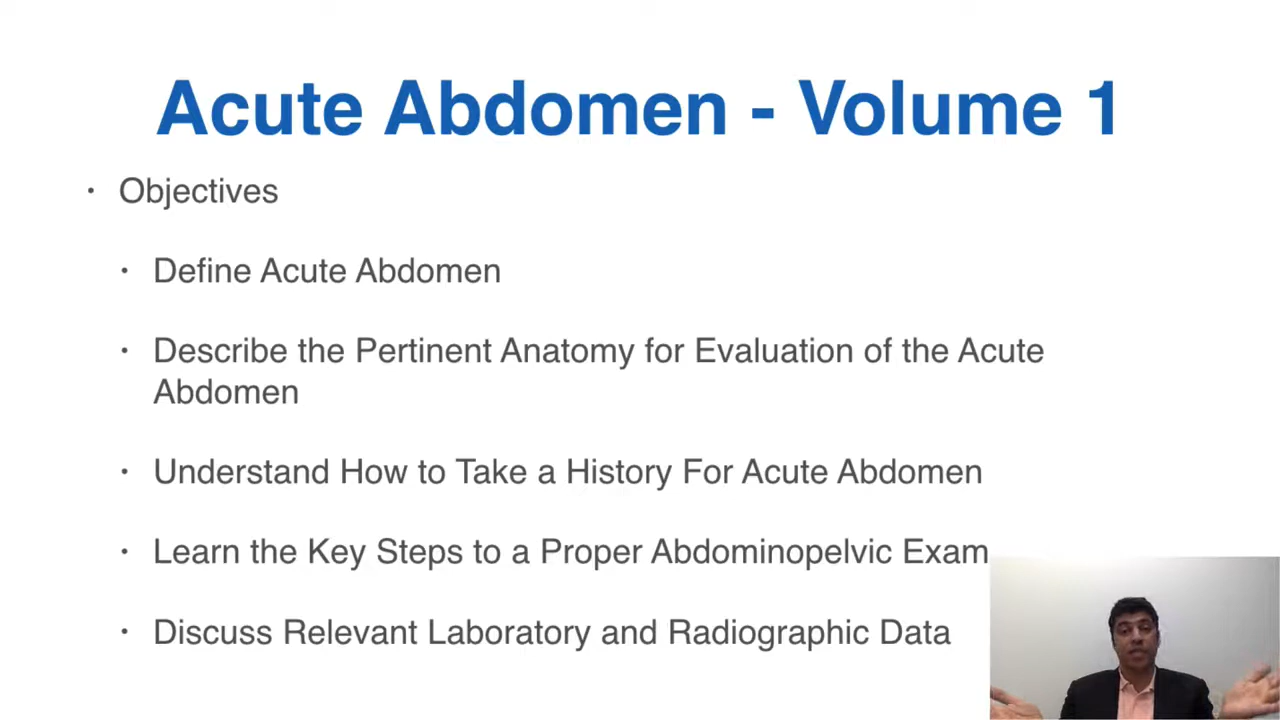 Acute Abdomen - Volume 1
• Objectives
• Define Acute Abdomen
• Describe the Pertinent Anatomy for Evaluation of the Acute
Abdomen
• Understand How to Take a History For Acute Abdomen
• Learn the Key Steps to a Proper Abdominopelvic Exam
• Discuss Relevant Laboratory and Radiographic Data